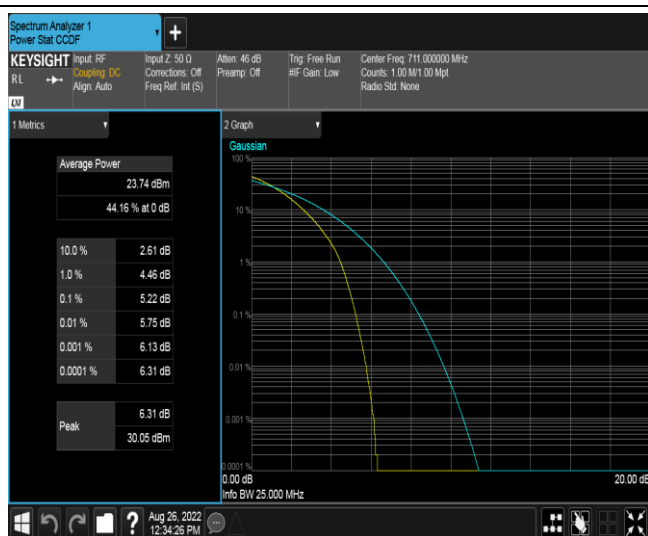 Spectrum Analyzer 1
Power Stat CCDF
+
KEYSIGHT
RL
LXI
Input: RF
Coupling: DC
Align: Auto
Input Z: 50 Ω
Corrections: Off
Freq Ref: Int (S)
Atten: 46 dB
Preamp: Off
Trig: Free Run
#IF Gain: Low
Center Freq: 711.000000 MHz
Counts: 1.00 M/1.00 Mpt
Radio Std: None
1 Metrics
Average Power
23.74 dBm
44.16 % at 0 dB
10.0 % 2.61 dB
1.0 % 4.46 dB
0.1 % 5.22 dB
0.01 % 5.75 dB
0.001 % 6.13 dB
0.0001 % 6.31 dB
Peak
6.31 dB
30.05 dBm
2 Graph
Gaussian
100 %
10 %
1 %
0.1 %
0.01 %
0.001 %
0.0001 %
0.00 dB
20.00 dB
Info BW 25.000 MHz
?
Aug 26, 2022
12:34:26 PM